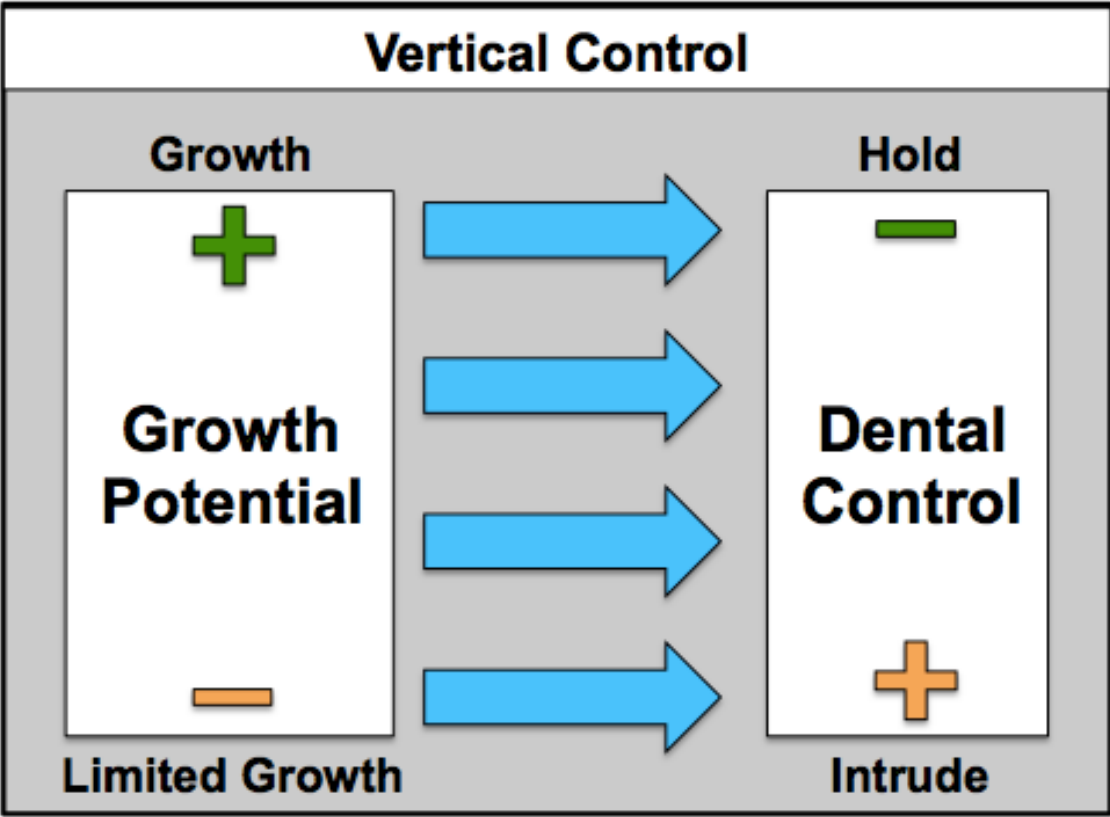 Vertical Control
Growth
Hold
Growth
Potential
Dental
Control
Limited Growth
Intrude